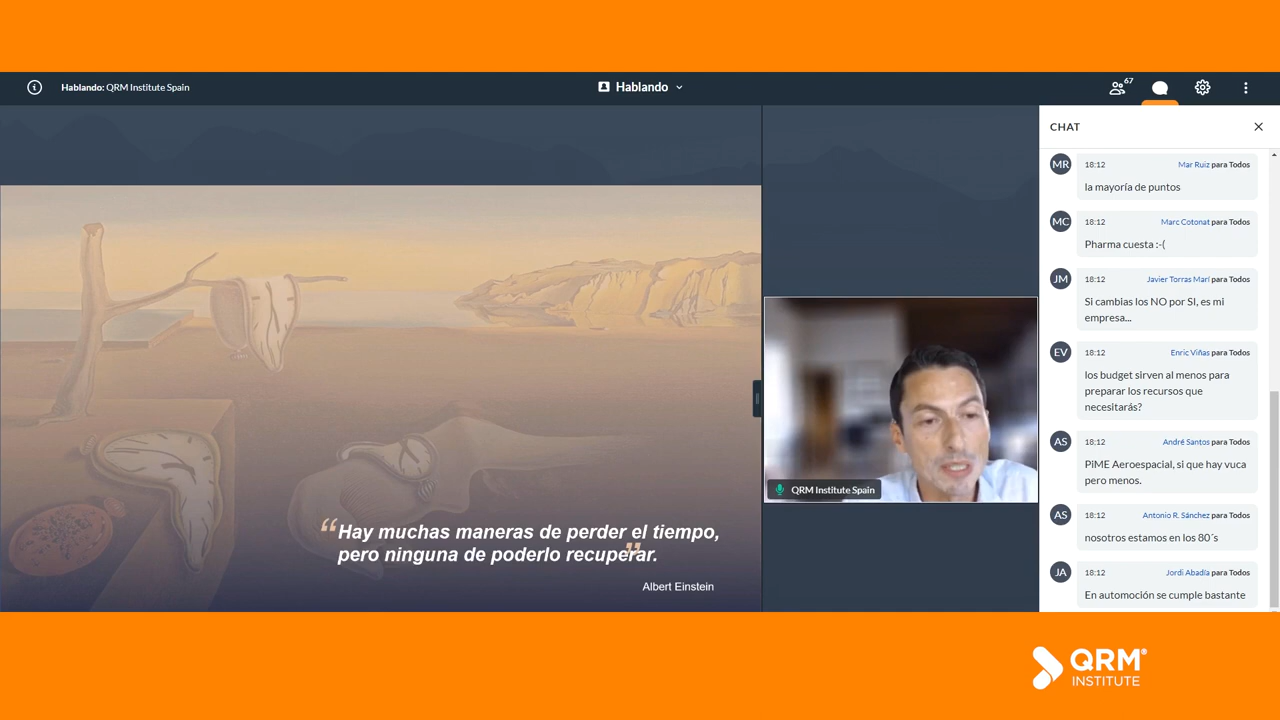 Hablando: QRM Institute Spain
Hablando
67
“Hay muchas maneras de perder el tiempo,
pero ninguna de poderlo recuperar.”
Albert Einstein
QRM Institute Spain
CHAT
MR
18:12 Mar Ruiz para Todos
la mayoría de puntos
MC
18:12 Marc Cotonat para Todos
Pharma cuesta :-(
JM
18:12 Javier Torras Marí para Todos
Si cambias los NO por SI, es mi
empresa...
EV
18:12 Enric Viñas para Todos
los budget sirven al menos para
preparar los recursos que
necesitarás?
AS
18:12 André Santos para Todos
PiME Aeroespacial, si que hay vuca
pero menos.
AS
18:12 Antonio R. Sánchez para Todos
nosotros estamos en los 80´s
JA
18:12 Jordi Abadía para Todos
En automoción se cumple bastante
QRM®
INSTITUTE